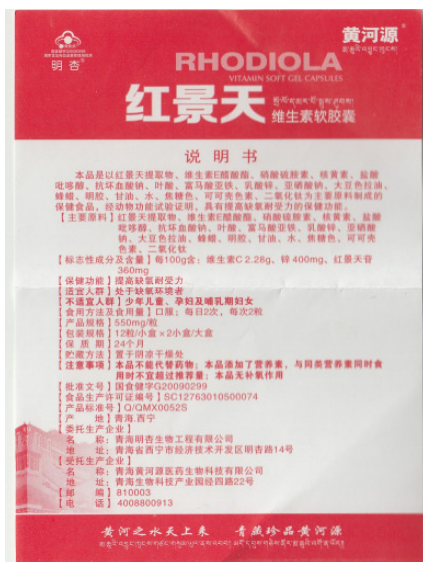 明杏
黄河源®
RHODIOLA
VITAMIN SOFT GEL CAPSULES
红景天
维生素软胶囊
说明书
本品是以红景天提取物、维生素E醋酸酯、硝酸硫胺素、核黄素、盐酸
吡哆醇、抗坏血酸钠、叶酸、富马酸亚铁、乳酸锌、亚硒酸钠、大豆色拉油、
蜂蜡、明胶、甘油、水、焦糖色、可可壳色素、二氧化钛为主要原料制成的
保健食品，经动物功能试验证明，具有提高缺氧耐受力的保健功能。
【主要原料】红景天提取物、维生素E醋酸酯、硝酸硫胺素、核黄素、盐酸
吡哆醇、抗坏血酸钠、叶酸、富马酸亚铁、乳酸锌、亚硒酸
钠、大豆色拉油、蜂蜡、明胶、甘油、水、焦糖色、可可壳
色素、二氧化钛
【标志性成分及含量】每100g含：维生素C 2.28g、锌 400mg、红景天苷
360mg
【保健功能】提高缺氧耐受力
【适宜人群】处于缺氧环境者
【不适宜人群】少年儿童、孕妇及哺乳期妇女
【食用方法及食用量】口服；每日2次，每次2粒
【产品规格】550mg/粒
【包装规格】12粒/小盒×2小盒/大盒
【保 质 期】24个月
【贮藏方法】置于阴凉干燥处
【注意事项】本品不能代替药物；本品添加了营养素，与同类营养素同时食
用时不宜超过推荐量；本品无补氧作用
【批准文号】国食健字G20090299
【食品生产许可证编号】SC12763010500074
【产品标准号】Q/QMX0052S
【产 地】青海.西宁
【委托生产企业】
名 称：青海明杏生物工程有限公司
地 址：青海省西宁市经济技术开发区明杏路14号
【受托生产企业】
名 称：青海黄河源医药生物科技有限公司
地 址：青海生物科技产业园经四路22号
【邮 编】810003
【电 话】4008800913
黄河之水天上来 青藏珍品黄河源